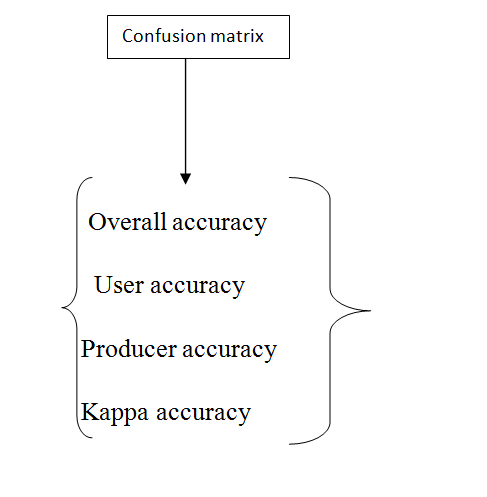 Confusion matrix
Overall accuracy
User accuracy
Producer accuracy
Kappa accuracy